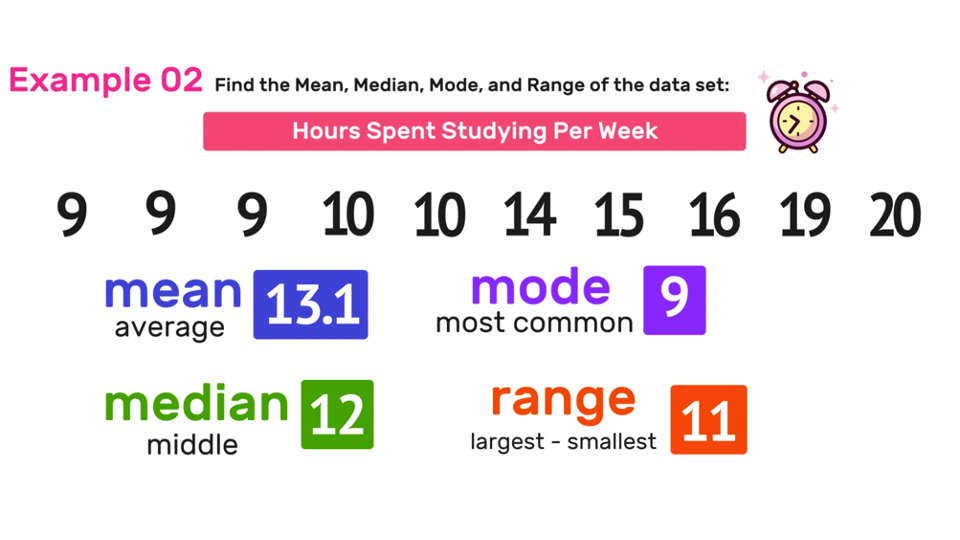 Example 02 Find the Mean, Median, Mode, and Range of the data set:
Hours Spent Studying Per Week
9 9 9 10 10 14 15 16 19 20
mean 13.1
average
mode 9
most common
median 12
middle
range 11
largest - smallest